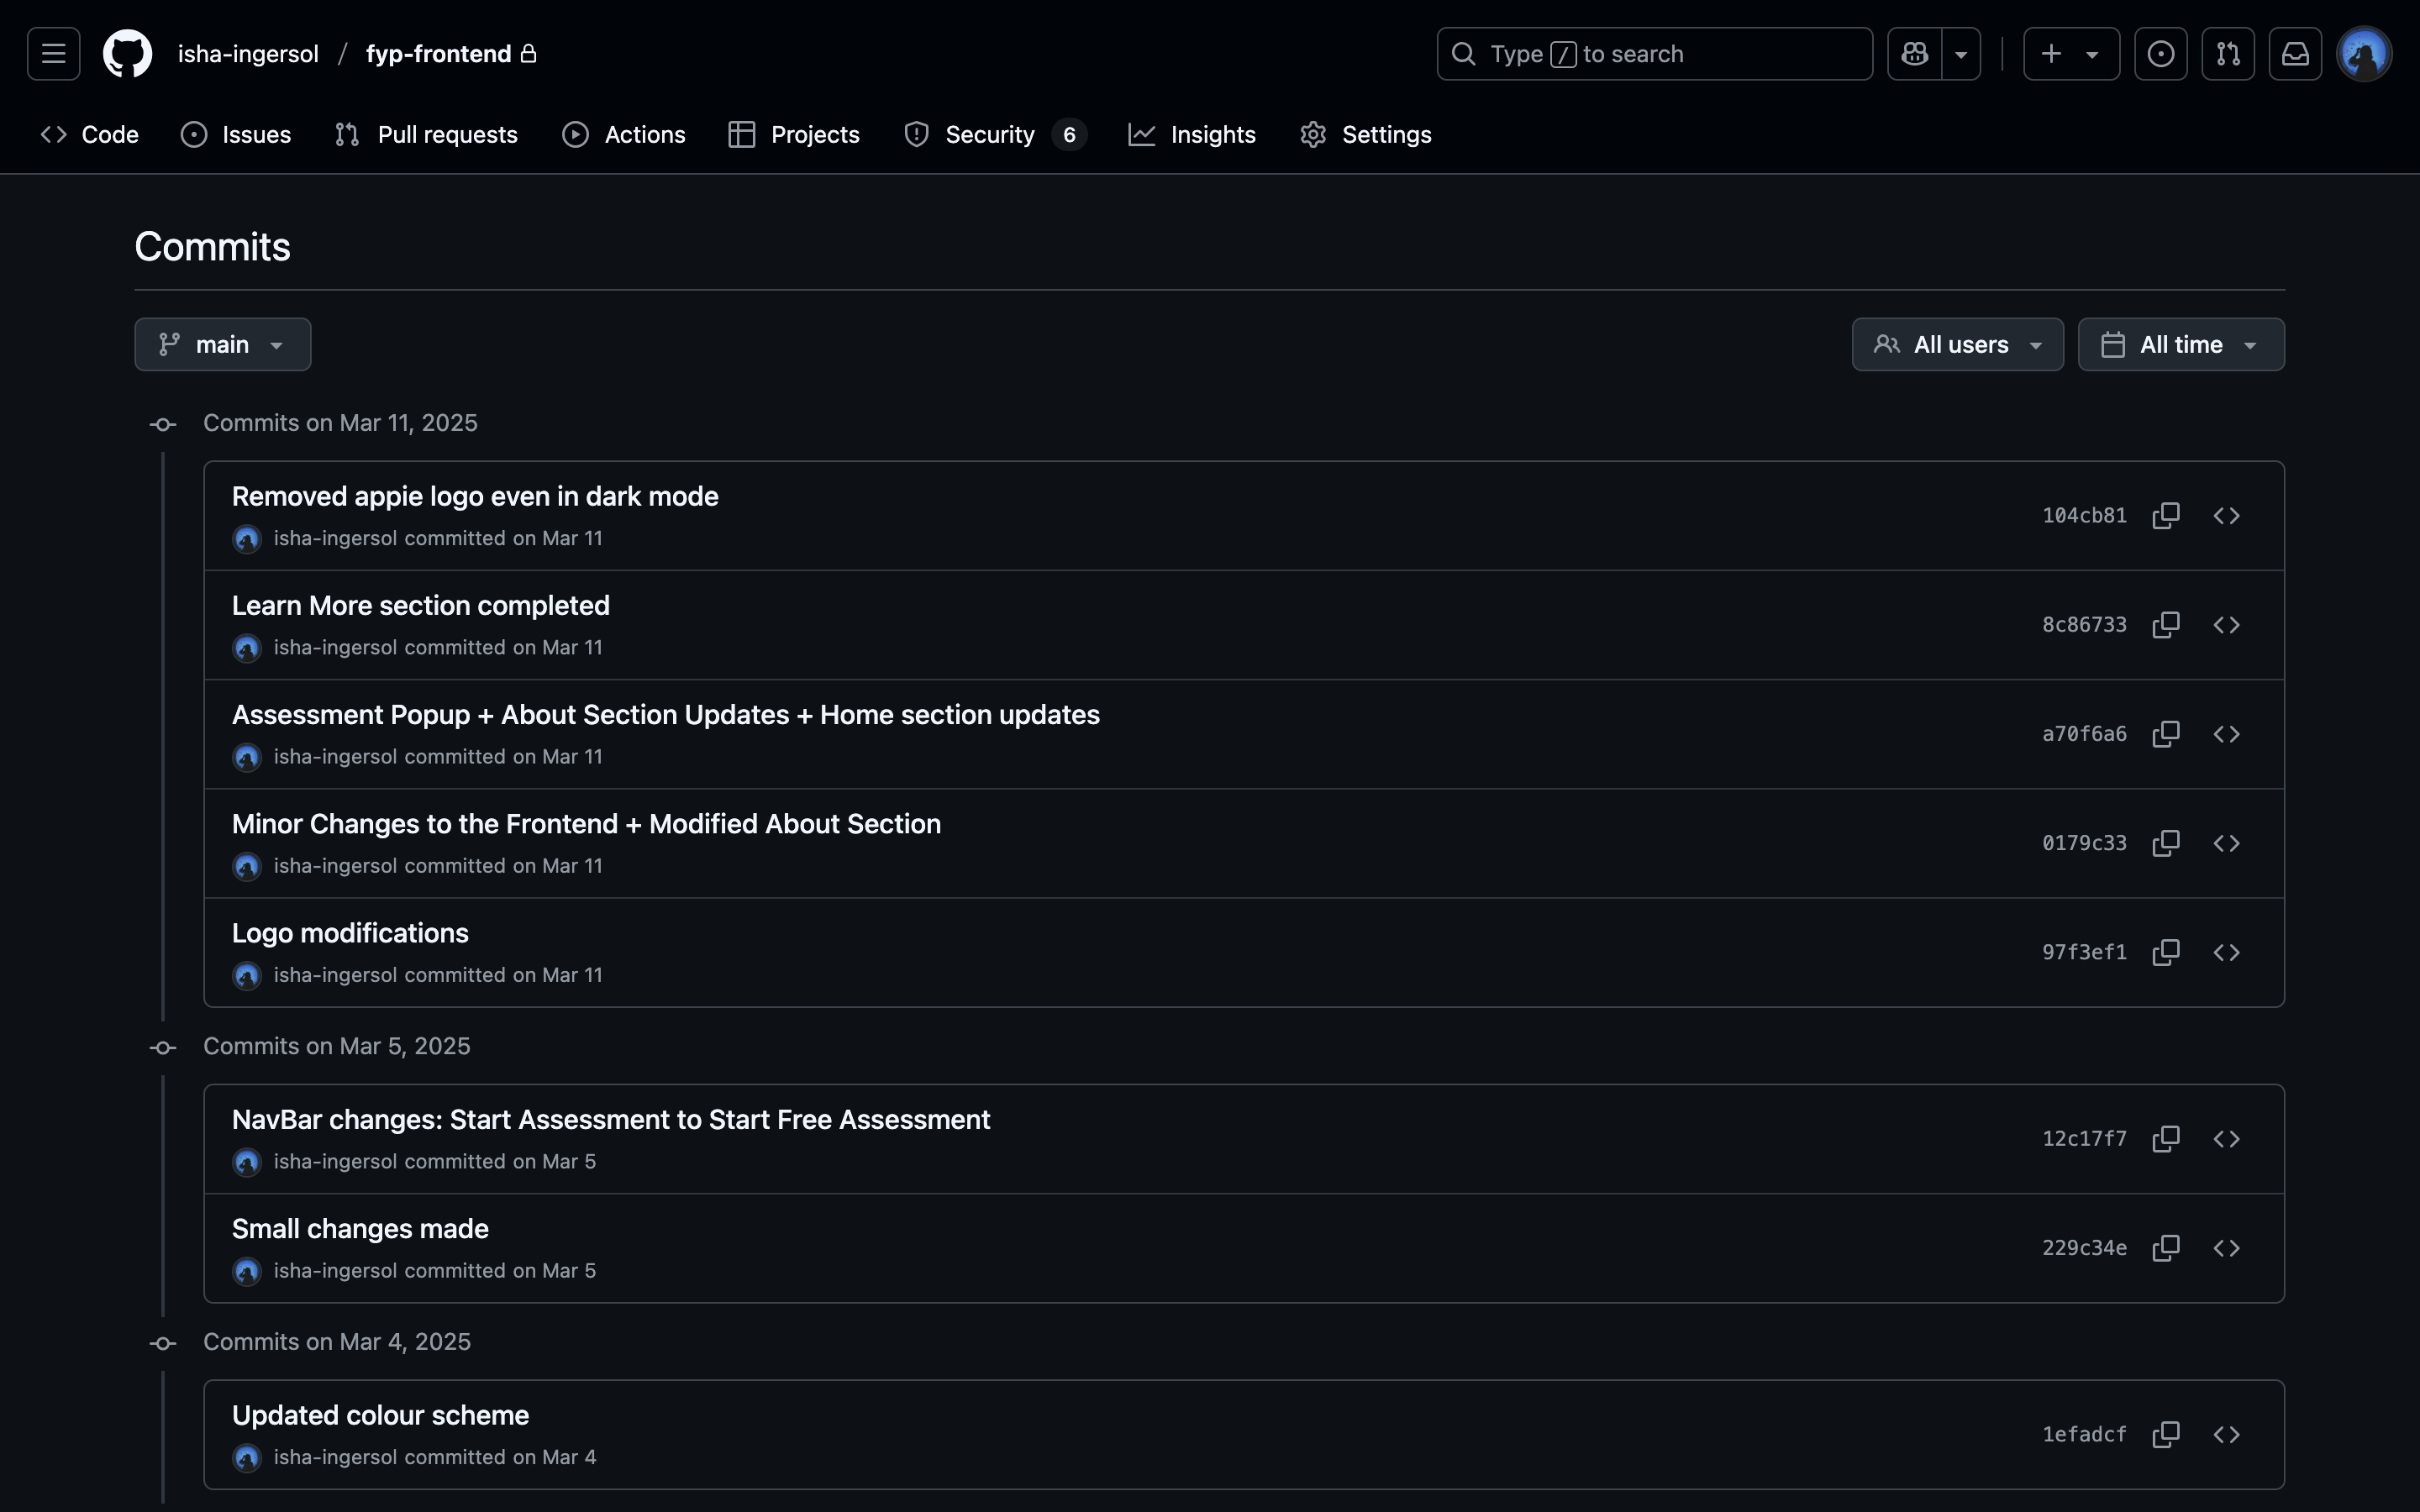 isha-ingersol / fyp-frontend
Type / to search
Code Issues Pull requests Actions Projects Security 6 Insights Settings
Commits
main
All users All time
Commits on Mar 11, 2025
Removed appie logo even in dark mode
isha-ingersol committed on Mar 11
104cb81
Learn More section completed
isha-ingersol committed on Mar 11
8c86733
Assessment Popup + About Section Updates + Home section updates
isha-ingersol committed on Mar 11
a70f6a6
Minor Changes to the Frontend + Modified About Section
isha-ingersol committed on Mar 11
0179c33
Logo modifications
isha-ingersol committed on Mar 11
97f3ef1
Commits on Mar 5, 2025
NavBar changes: Start Assessment to Start Free Assessment
isha-ingersol committed on Mar 5
12c17f7
Small changes made
isha-ingersol committed on Mar 5
229c34e
Commits on Mar 4, 2025
Updated colour scheme
isha-ingersol committed on Mar 4
1efadcf